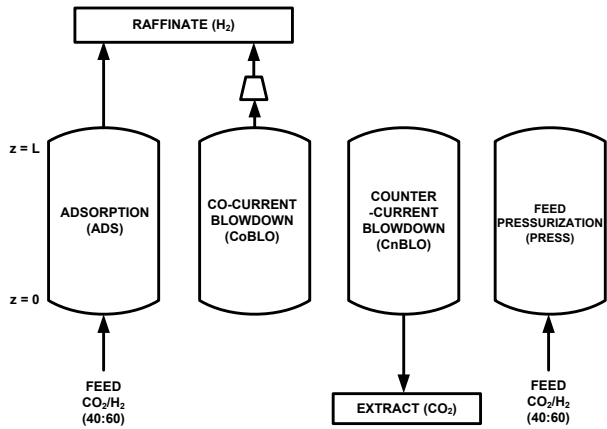 RAFFINATE (H₂)
z = L
z = 0
ADSORPTION
(ADS)
CO-CURRENT
BLOWDOWN
(CoBLO)
COUNTER
-CURRENT
BLOWDOWN
(CnBLO)
FEED
PRESSURIZATION
(PRESS)
FEED
CO₂/H₂
(40:60)
EXTRACT (CO₂)
FEED
CO₂/H₂
(40:60)